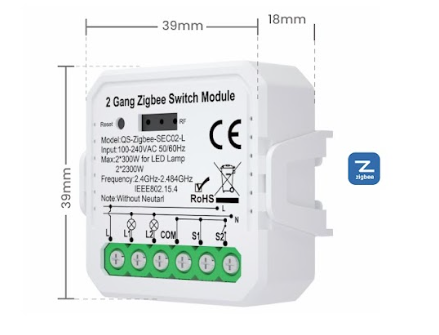 39mm
18mm
39mm
2 Gang Zigbee Switch Module
Reset
RF
Model:QS-Zigbee-SEC02-L
Input:100-240VAC 50/60Hz
Max:2*300W for LED Lamp
2*2300W
Frequency:2.4GHz-2.484GHz
IEEE802.15.4
Note:Without Neutarl
CE
RoHS
L
N
L L1 L2 COM S1 S2
Z
zigbee